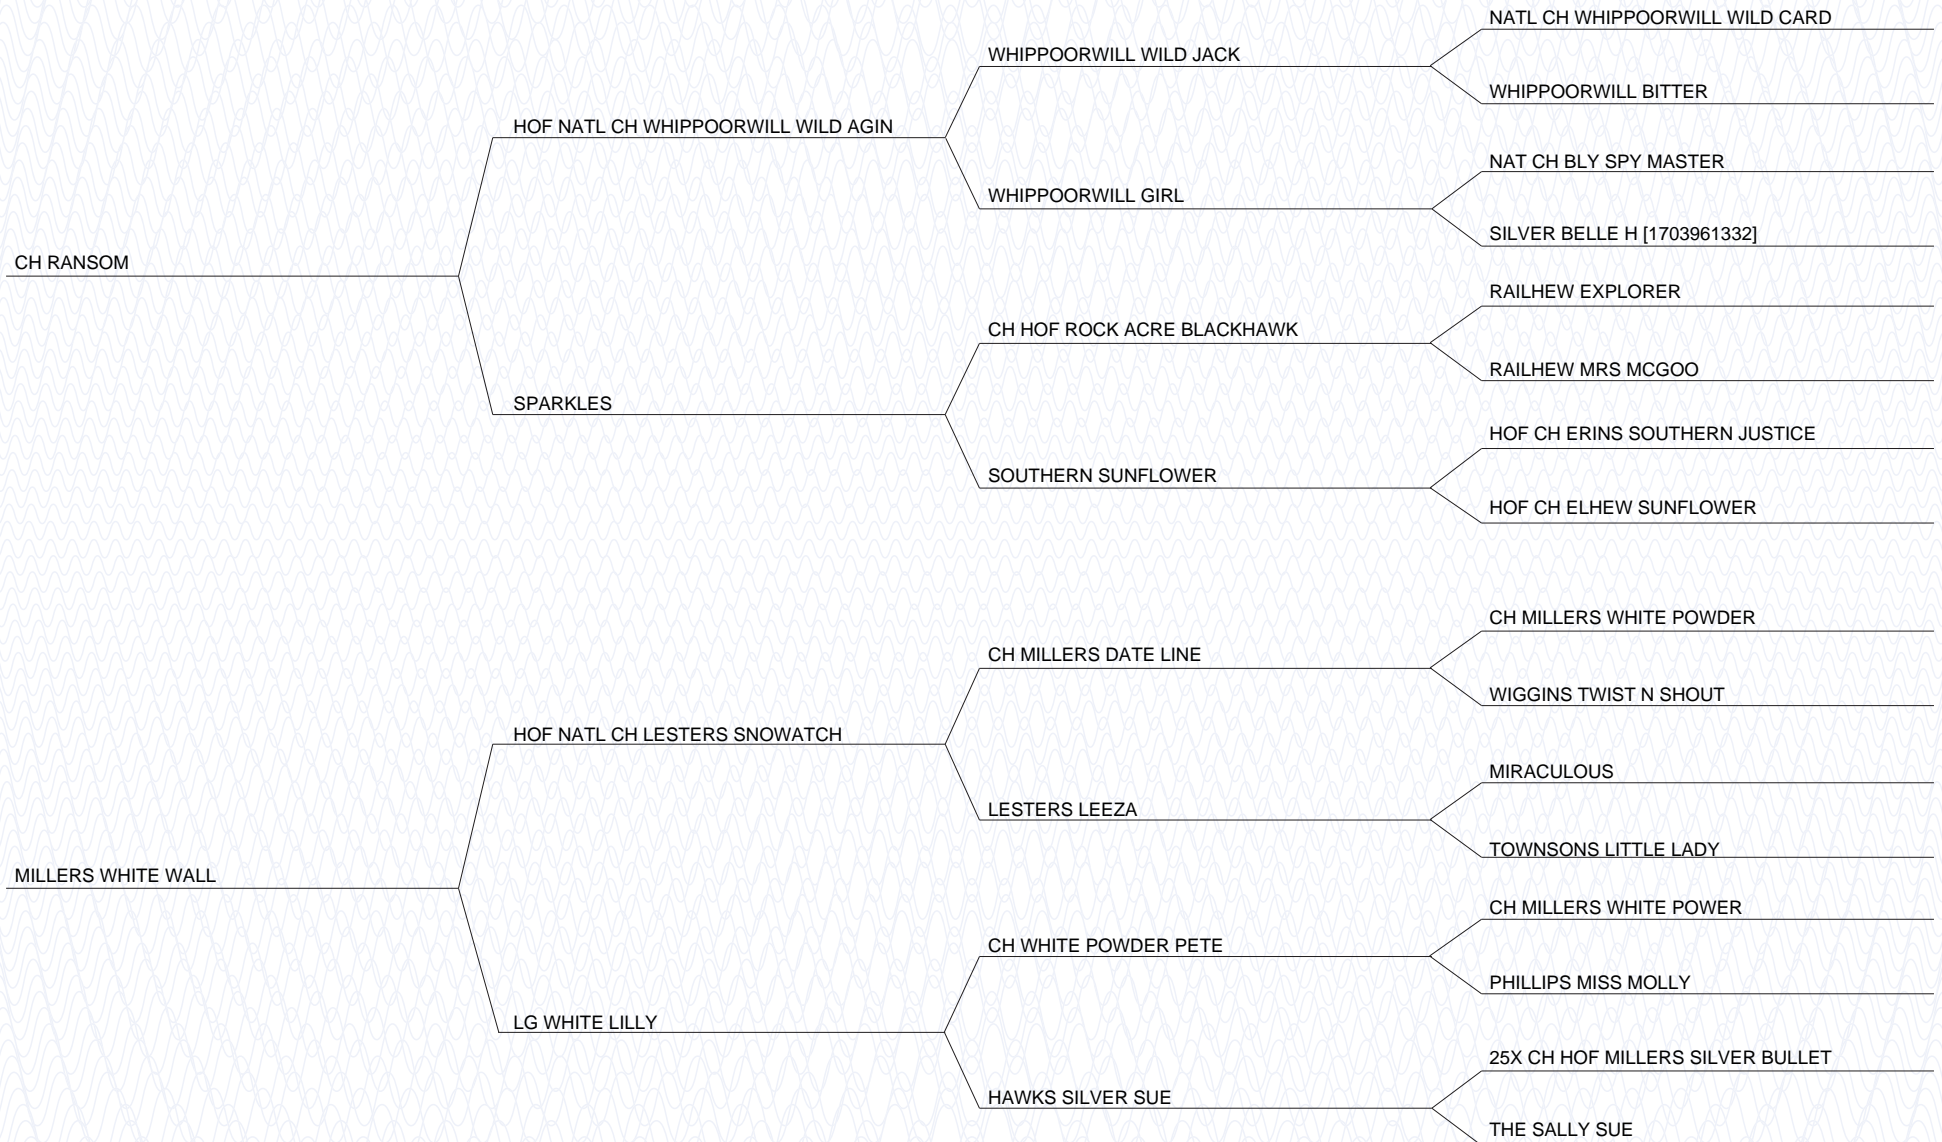 NATL CH WHIPPOORWILL WILD CARD
WHIPPOORWILL WILD JACK
WHIPPOORWILL BITTER
HOF NATL CH WHIPPOORWILL WILD AGIN
NAT CH BLY SPY MASTER
WHIPPOORWILL GIRL
SILVER BELLE H [1703961332]
CH RANSOM
RAILHEW EXPLORER
CH HOF ROCK ACRE BLACKHAWK
RAILHEW MRS MCGOO
SPARKLES
HOF CH ERINS SOUTHERN JUSTICE
SOUTHERN SUNFLOWER
HOF CH ELHEW SUNFLOWER
CH MILLERS WHITE POWDER
CH MILLERS DATE LINE
WIGGINS TWIST N SHOUT
HOF NATL CH LESTERS SNOWATCH
MIRACULOUS
LESTERS LEEZA
TOWNSONS LITTLE LADY
MILLERS WHITE WALL
CH MILLERS WHITE POWER
CH WHITE POWDER PETE
PHILLIPS MISS MOLLY
LG WHITE LILLY
25X CH HOF MILLERS SILVER BULLET
HAWKS SILVER SUE
THE SALLY SUE